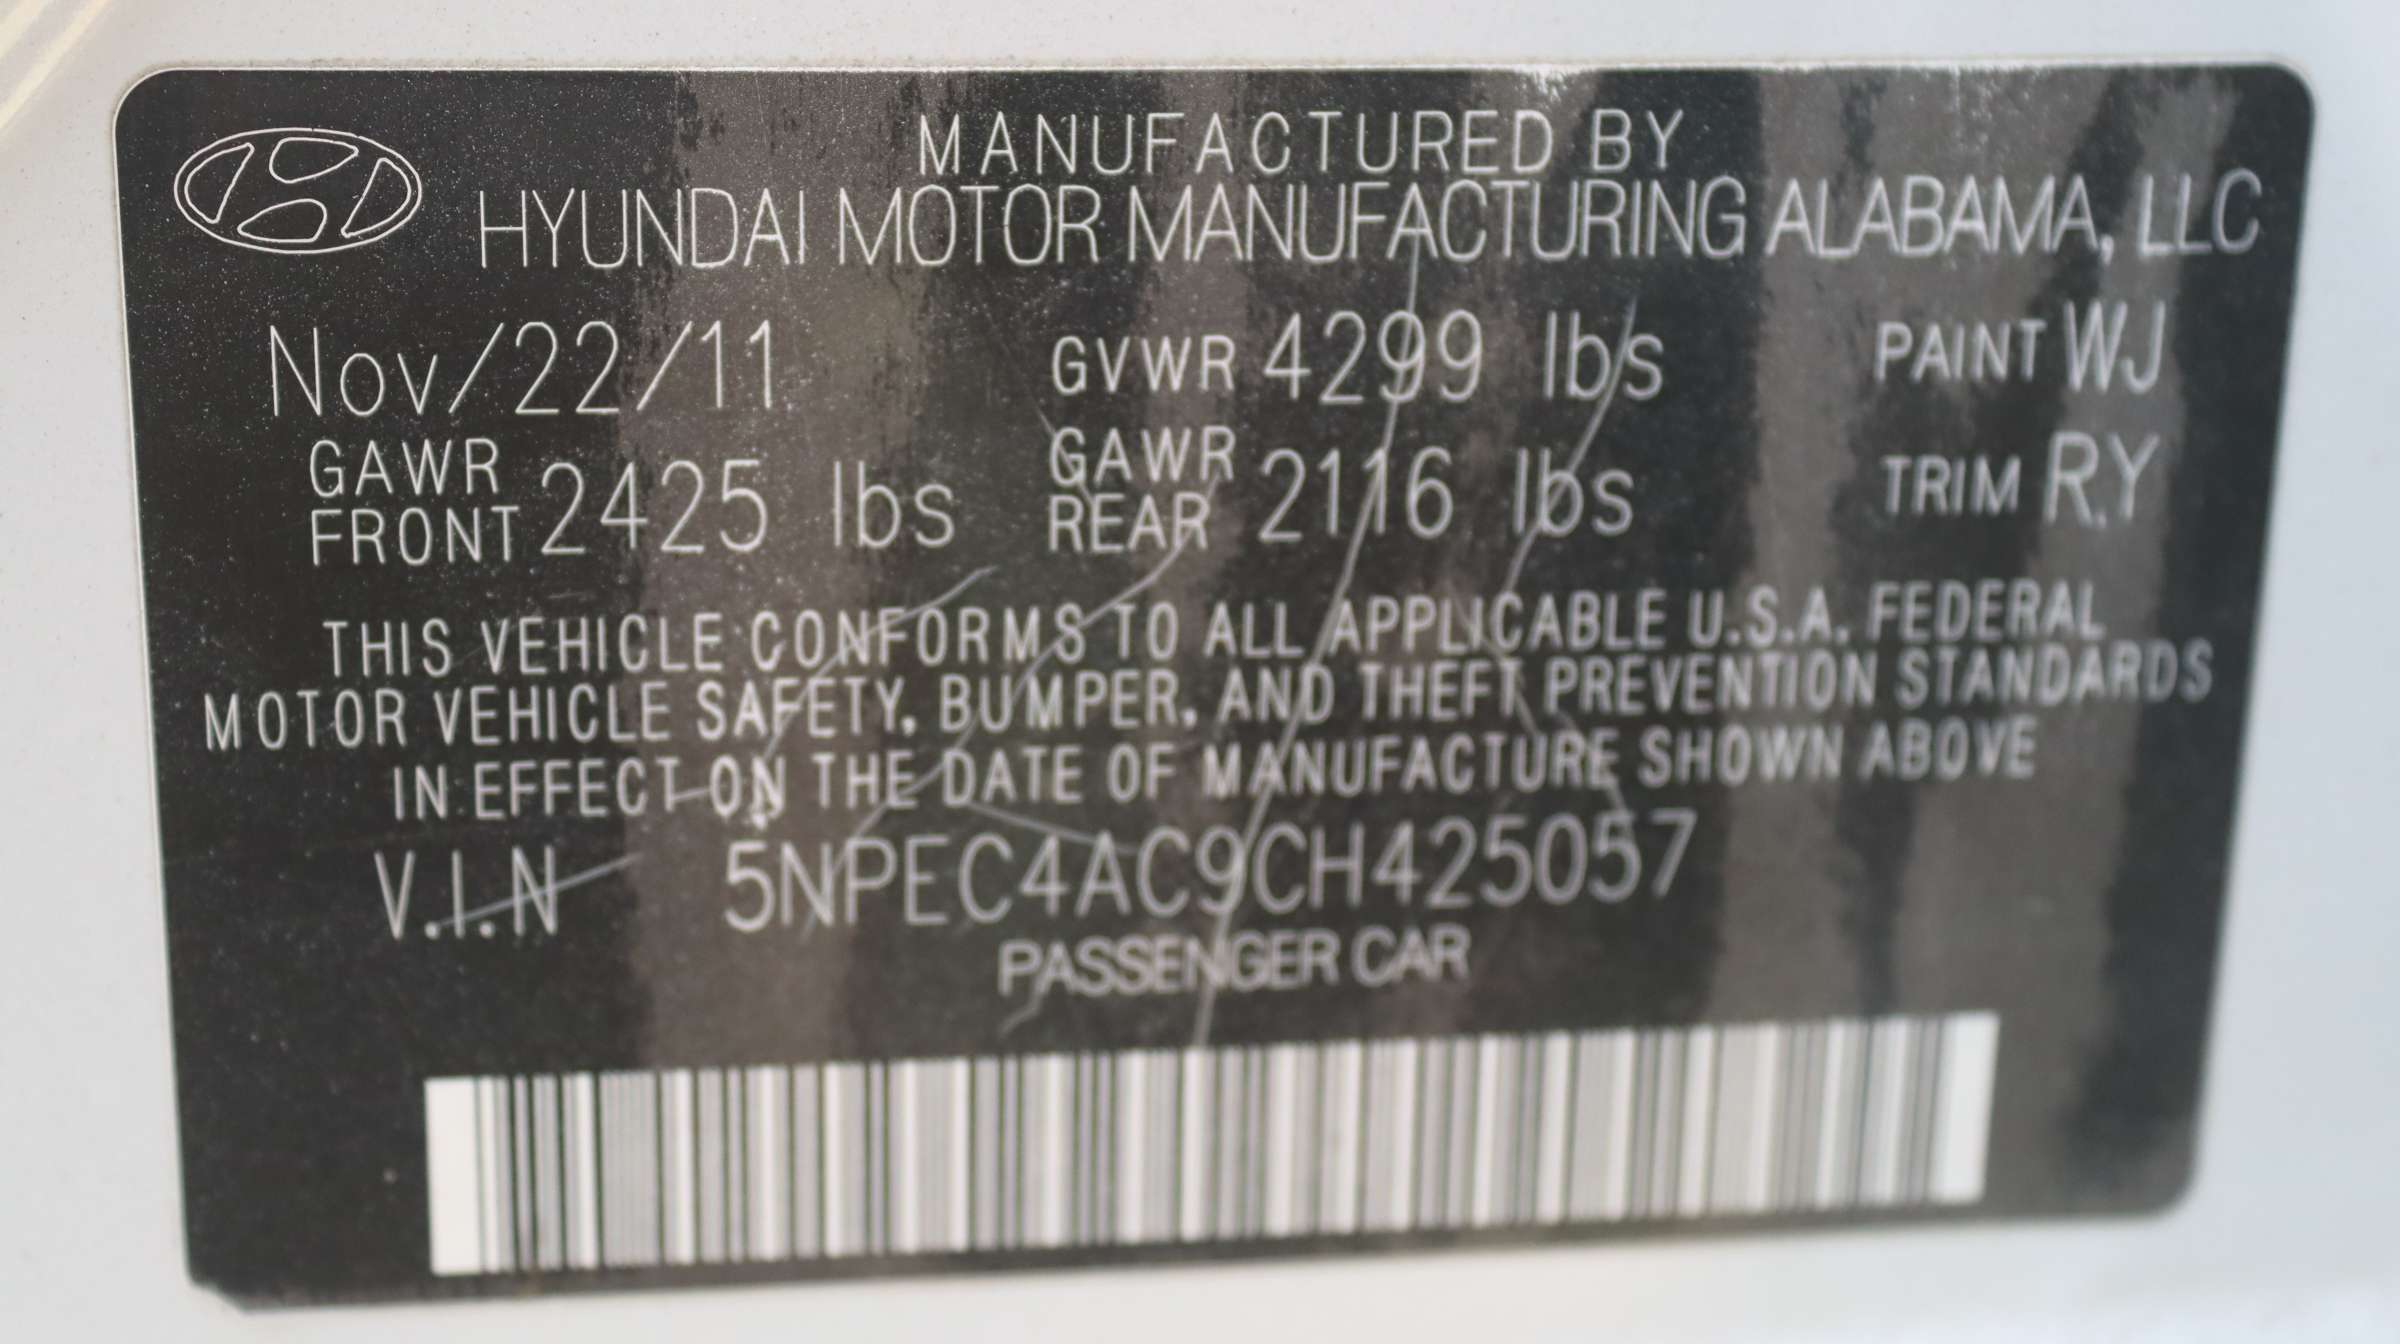 MANUFACTURED BY
HYUNDAI MOTOR MANUFACTURING ALABAMA, LLC
Nov/22/11 GVWR 4299 lbs PAINT WJ
GAWR FRONT 2425 lbs GAWR REAR 2116 lbs TRIM RY
THIS VEHICLE CONFORMS TO ALL APPLICABLE U.S.A. FEDERAL
MOTOR VEHICLE SAFETY, BUMPER, AND THEFT PREVENTION STANDARDS
IN EFFECT ON THE DATE OF MANUFACTURE SHOWN ABOVE
V.I.N 5NPEC4AC9CH425057
PASSENGER CAR